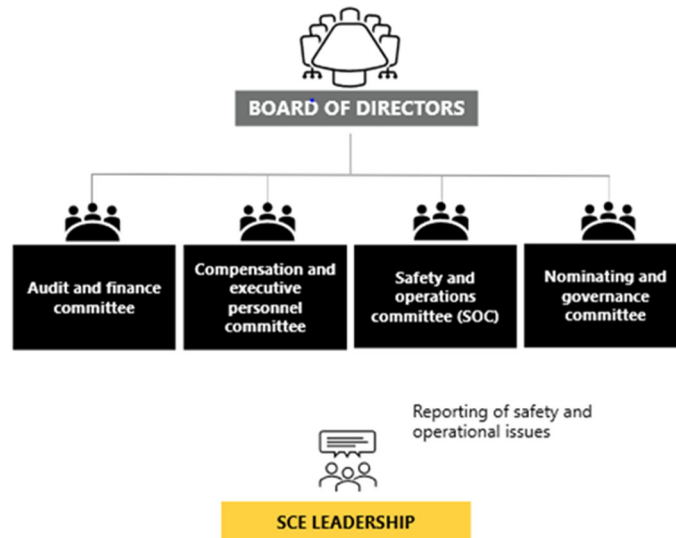 BOARD OF DIRECTORS
Audit and finance
committee
Compensation and
executive
personnel
committee
Safety and
operations
committee (SOC)
Nominating and
governance
committee
Reporting of safety and
operational issues
SCE LEADERSHIP